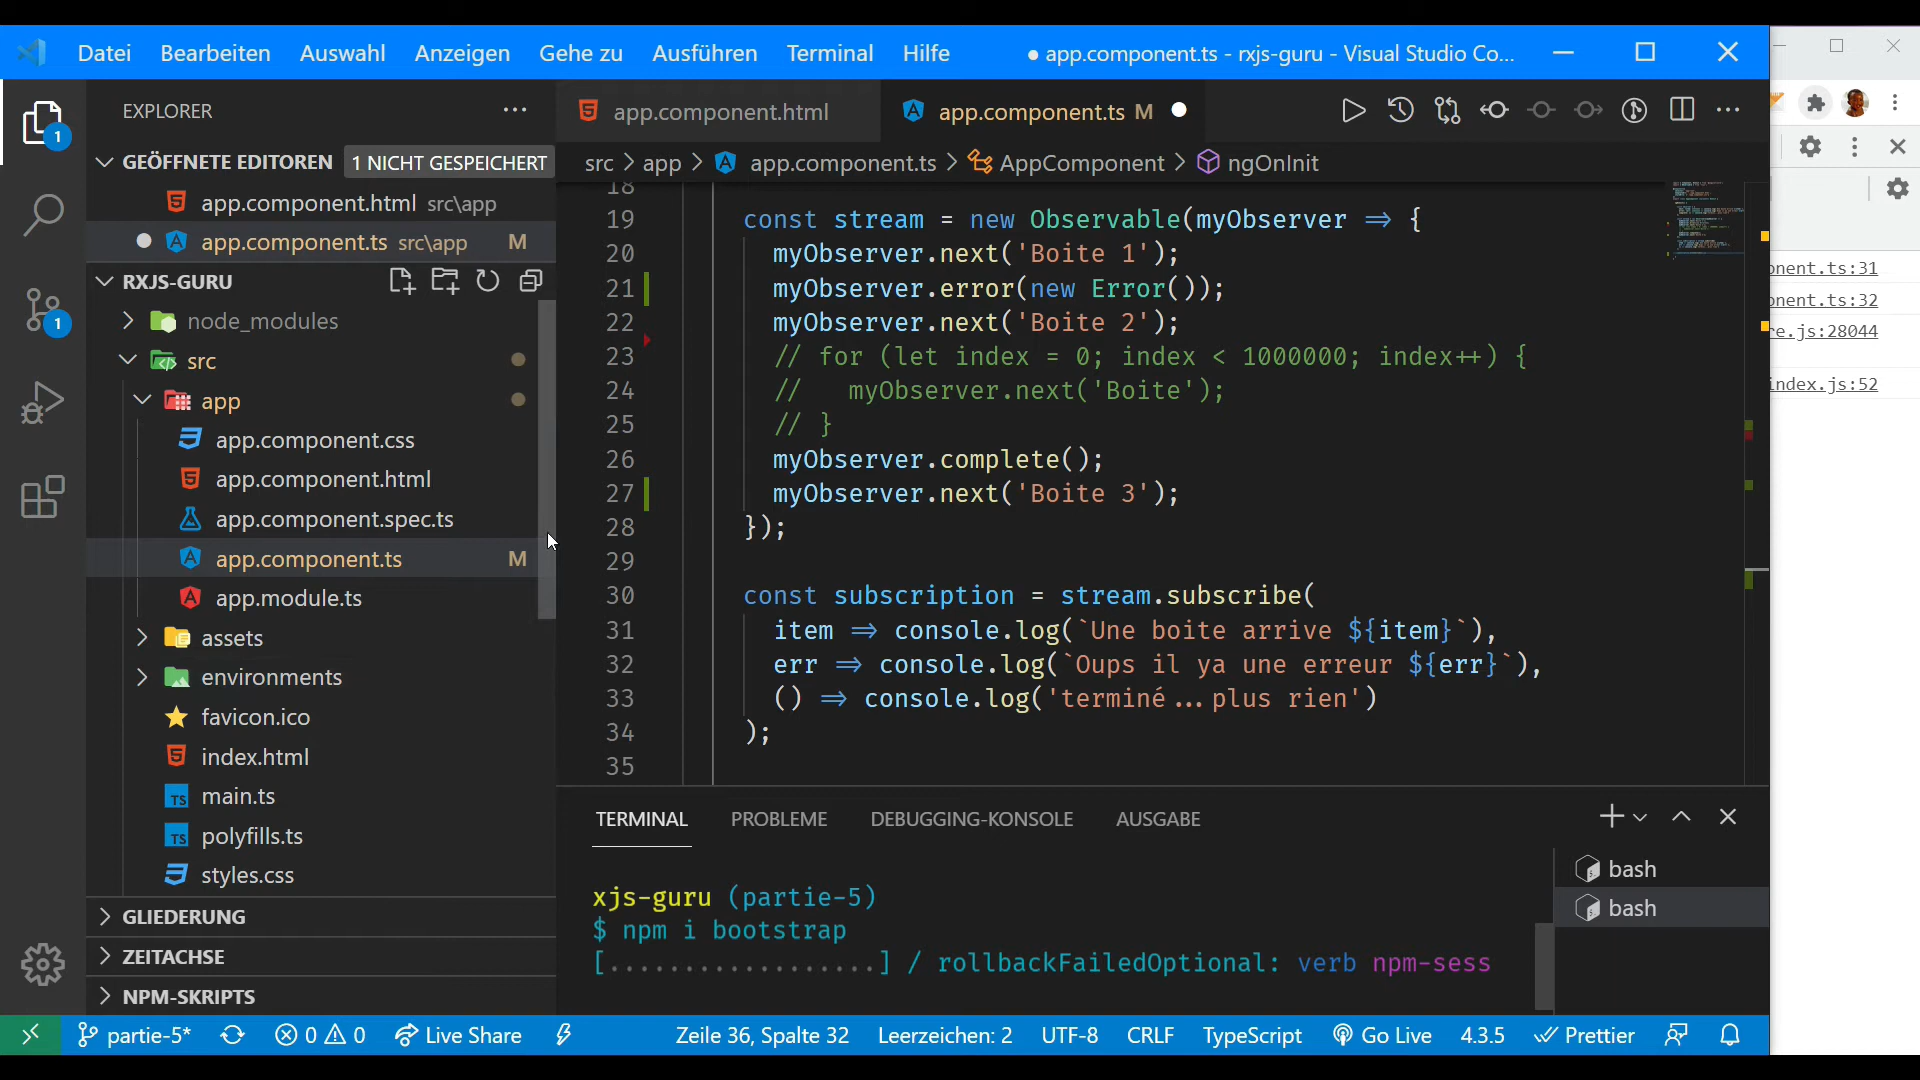 Datei Bearbeiten Auswahl Anzeigen Gehe zu Ausführen Terminal Hilfe ● app.component.ts - rxjs-guru - Visual Studio Co...
EXPLORER
GEÖFFNETE EDITOREN 1 NICHT GESPEICHERT
app.component.html src\app
app.component.ts src\app M
RXJS-GURU
node_modules
src
app
app.component.css
app.component.html
app.component.spec.ts
app.component.ts M
app.module.ts
assets
environments
favicon.ico
index.html
main.ts
polyfills.ts
styles.css
GLIEDERUNG
ZEITACHSE
NPM-SKRIPTS
1
1
app.component.html
app.component.ts M
src > app > app.component.ts > AppComponent > ngOnInit
18
19 const stream = new Observable(myObserver => {
20 myObserver.next('Boite 1');
21 myObserver.error(new Error());
22 myObserver.next('Boite 2');
23 // for (let index = 0; index < 1000000; index++) {
24 // myObserver.next('Boite');
25 // }
26 myObserver.complete();
27 myObserver.next('Boite 3');
28 });
29
30 const subscription = stream.subscribe(
31 item => console.log(`Une boite arrive ${item}`),
32 err => console.log(`Oups il ya une erreur ${err}`),
33 () => console.log('terminé...plus rien')
34 );
35
TERMINAL PROBLEME DEBUGGING-KONSOLE AUSGABE
xjs-guru (partie-5)
$ npm i bootstrap
[..................] / rollbackFailedOptional: verb npm-sess
bash
bash
partie-5* 0 0 Live Share Zeile 36, Spalte 32 Leerzeichen: 2 UTF-8 CRLF TypeScript Go Live 4.3.5 Prettier
onent.ts:31
onent.ts:32
re.js:28044
index.js:52